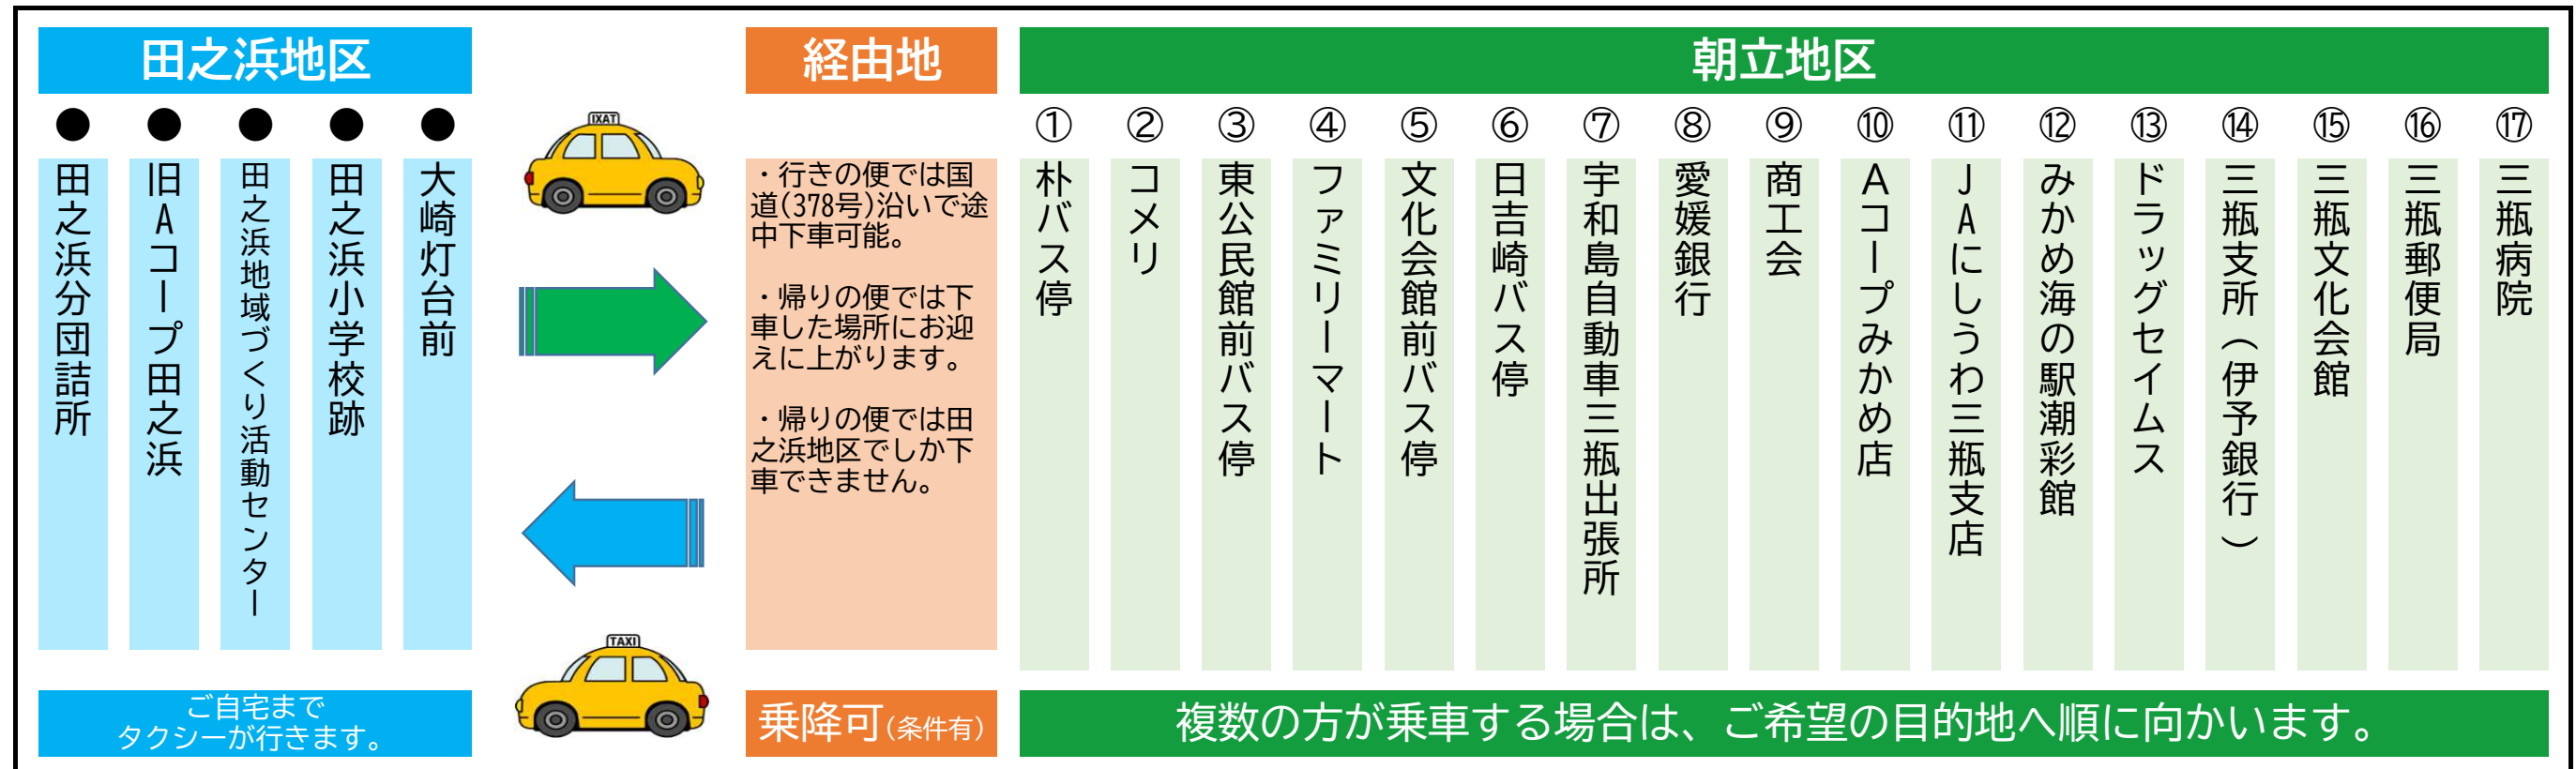 田之浜地区
経由地
朝立地区
●
●
●
●
●
①
②
③
④
⑤
⑥
⑦
⑧
⑨
⑩
⑪
⑫
⑬
⑭
⑮
⑯
⑰
田之浜分団詰所
旧Aコープ田之浜
田之浜地域づくり活動センター
田之浜小学校跡
大崎灯台前
IXAT
TAXI
・行きの便では国
道(378号)沿いで途
中下車可能。
・帰りの便では下
車した場所にお迎
えに上がります。
・帰りの便では田
之浜地区でしか下
車できません。
朴バス停
コメリ
東公民館前バス停
ファミリーマート
文化会館前バス停
日吉崎バス停
宇和島自動車三瓶出張所
愛媛銀行
商工会
Aコープみかめ店
JAにしうわ三瓶支店
みかめ海の駅潮彩館
ドラッグセイムス
三瓶支所（伊予銀行）
三瓶文化会館
三瓶郵便局
三瓶病院
ご自宅まで
タクシーが行きます。
乗降可(条件有)
複数の方が乗車する場合は、ご希望の目的地へ順に向かいます。